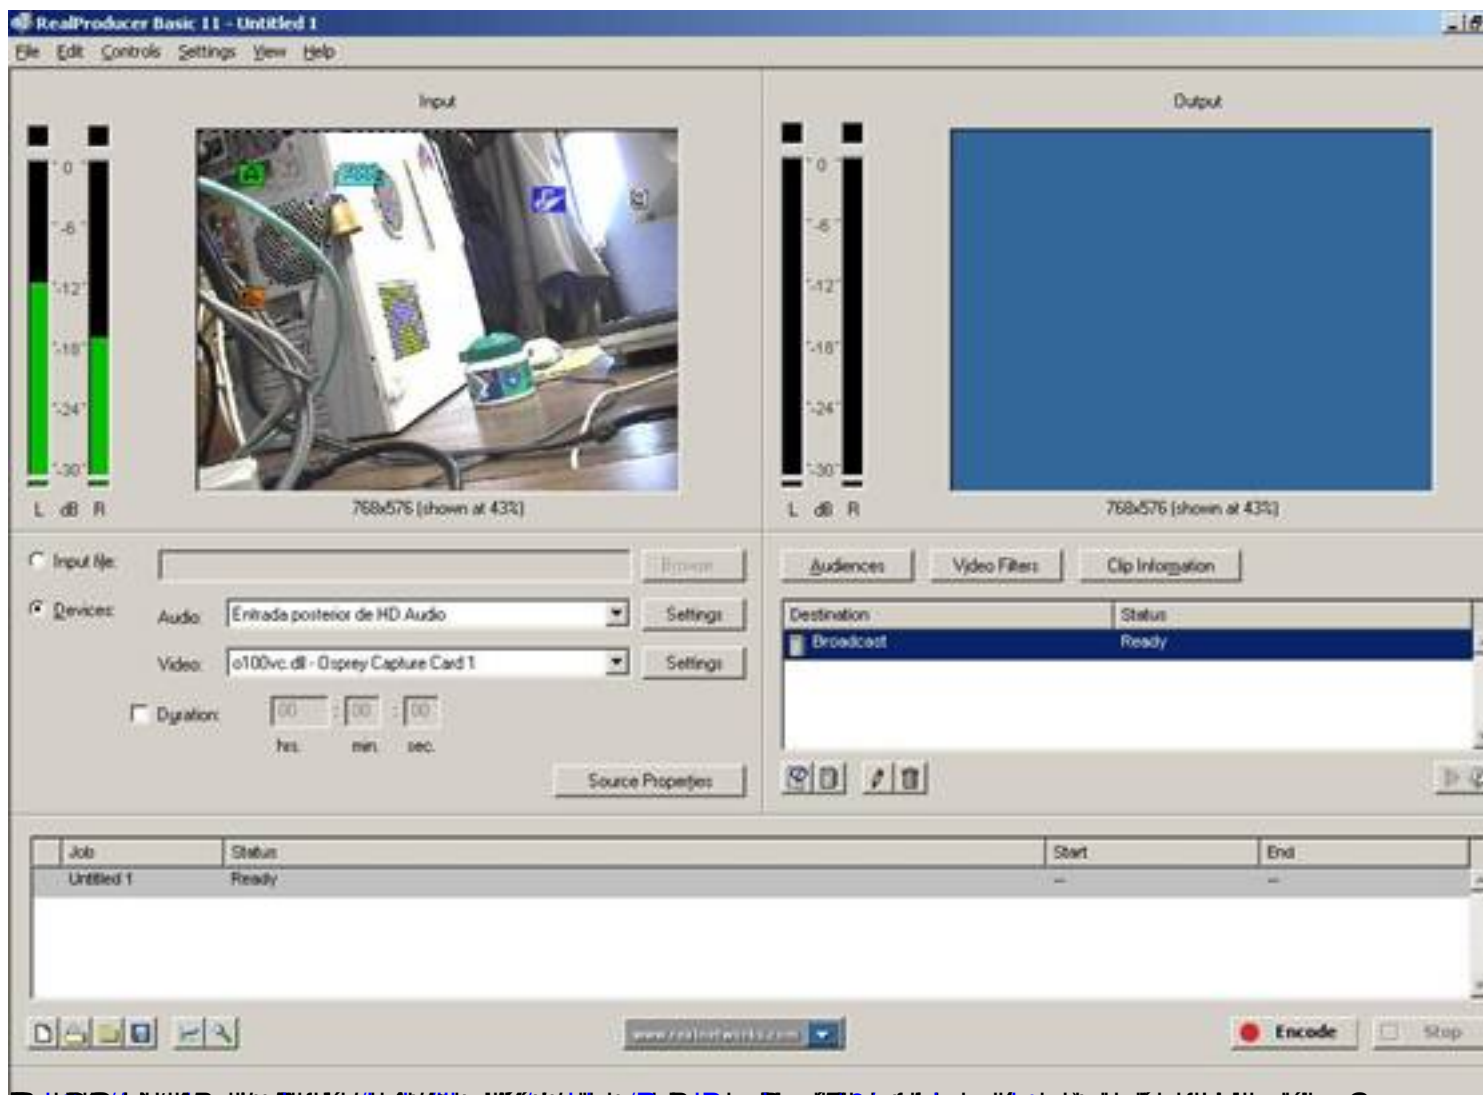 RealProducer Basic 11 - Untitled 1
File Edit Controls Settings View Help
Input
0
-6
-12
-18
-24
-30
L dB R
768x576 (shown at 43%)
Output
0
-6
-12
-18
-24
-30
L dB R
768x576 (shown at 43%)
Input file: Browse
Devices: Audio: Entrada posterior de HD Audio Settings
Video: o100vc.dll - Osprey Capture Card 1 Settings
Duration: 00 : 00 : 00
hrs. min. sec.
Source Properties
Audiences Video Filters Clip Information
Destination Status
Broadcast Ready
Job Status Start End
Untitled 1 Ready -- --
www.realnetworks.com
Encode Stop